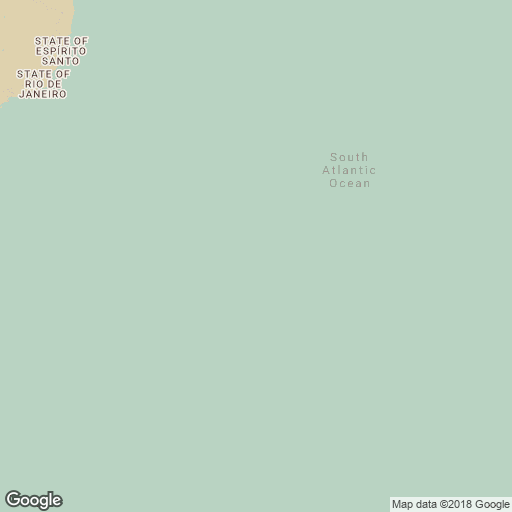 STATE OF
ESPÍRITO
SANTO
STATE OF
RIO DE
JANEIRO
South
Atlantic
Ocean
Google
Map data ©2018 Google